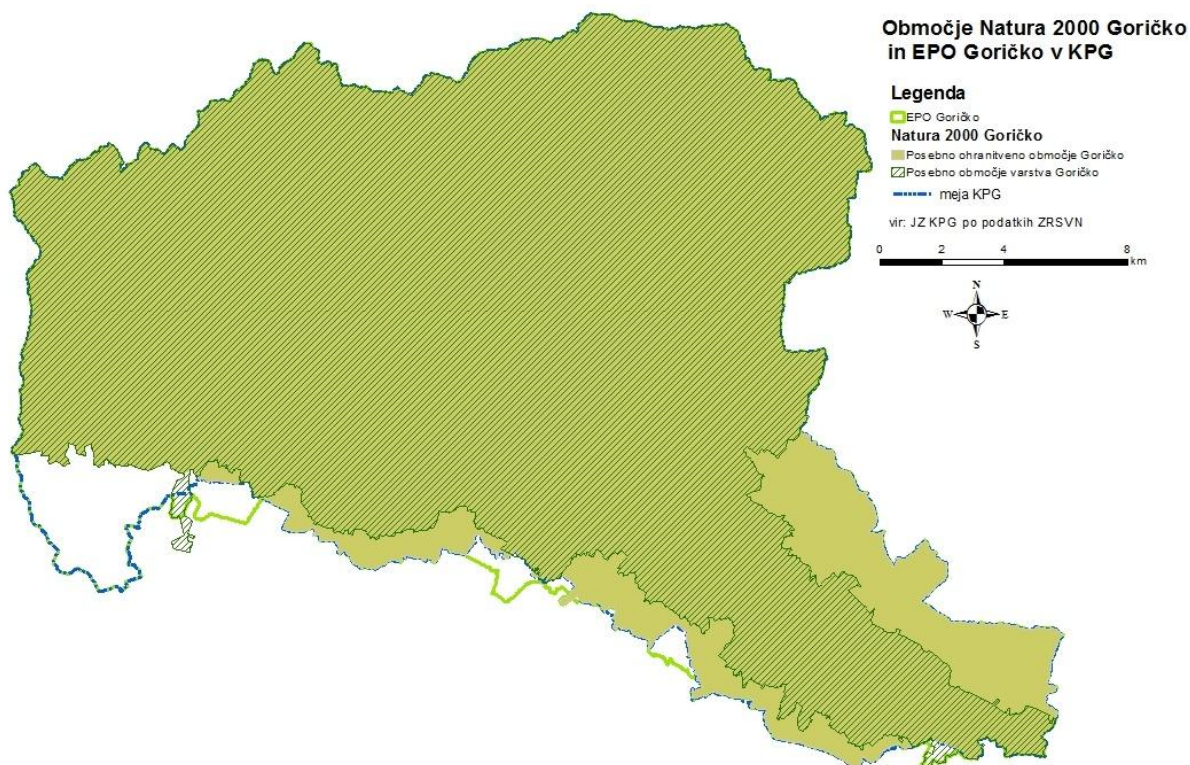 Območje Natura 2000 Goričko
in EPO Goričko v KPG
Legenda
EPO Goričko
Natura 2000 Goričko
Posebno ohranitveno območje Goričko
Posebno območje varstva Goričko
meja KPG
vir: JZ KPG po podatkih ZRSVN
0 2 4 8
km
N
W E
S